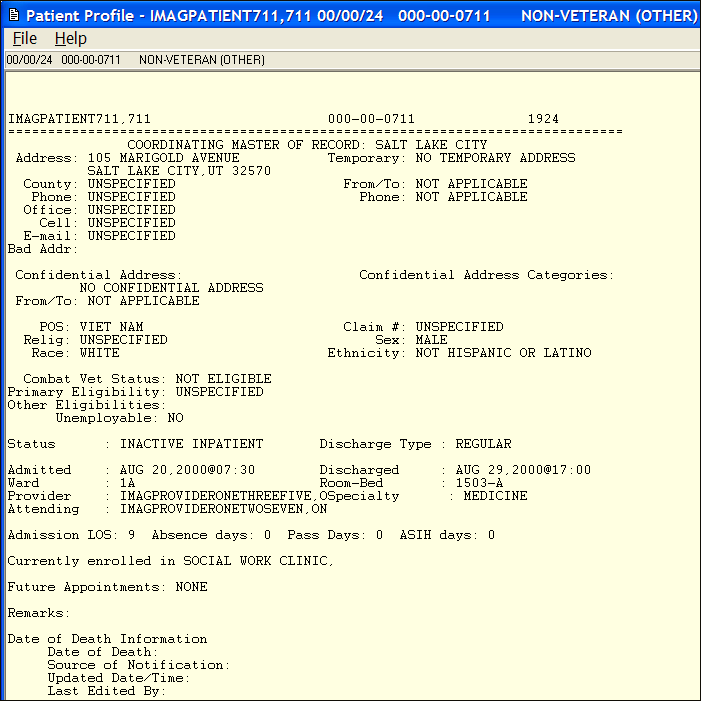 Patient Profile - IMAGPATIENT711,711 00/00/24 000-00-0711 NON-VETERAN (OTHER)
File Help
00/00/24 000-00-0711 NON-VETERAN (OTHER)
IMAGPATIENT711,711 000-00-0711 1924
=============================================================================
COORDINATING MASTER OF RECORD: SALT LAKE CITY
Address: 105 MARIGOLD AVENUE Temporary: NO TEMPORARY ADDRESS
SALT LAKE CITY,UT 32570
County: UNSPECIFIED From/To: NOT APPLICABLE
Phone: UNSPECIFIED Phone: NOT APPLICABLE
Office: UNSPECIFIED
Cell: UNSPECIFIED
E-mail: UNSPECIFIED
Bad Addr:
Confidential Address: Confidential Address Categories:
NO CONFIDENTIAL ADDRESS
From/To: NOT APPLICABLE
POS: VIET NAM Claim #: UNSPECIFIED
Relig: UNSPECIFIED Sex: MALE
Race: WHITE Ethnicity: NOT HISPANIC OR LATINO
Combat Vet Status: NOT ELIGIBLE
Primary Eligibility: UNSPECIFIED
Other Eligibilities:
Unemployable: NO
Status : INACTIVE INPATIENT Discharge Type : REGULAR
Admitted : AUG 20,2000@07:30 Discharged : AUG 29,2000@17:00
Ward : 1A Room-Bed : 1503-A
Provider : IMAGPROVIDERONETHREEFIVE,OSpecialty : MEDICINE
Attending : IMAGPROVIDERONETWOSEVEN,ON
Admission LOS: 9 Absence days: 0 Pass Days: 0 ASIH days: 0
Currently enrolled in SOCIAL WORK CLINIC,
Future Appointments: NONE
Remarks:
Date of Death Information
Date of Death:
Source of Notification:
Updated Date/Time:
Last Edited By: